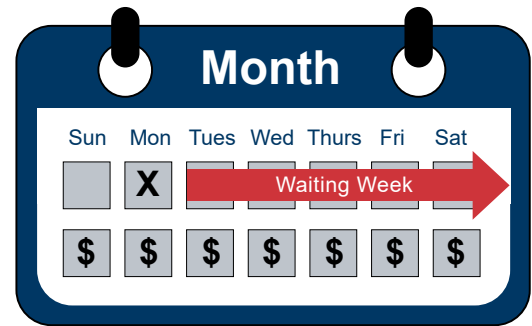 Month
Sun Mon Tues Wed Thurs Fri Sat
X Waiting Week
$ $ $ $ $ $ $